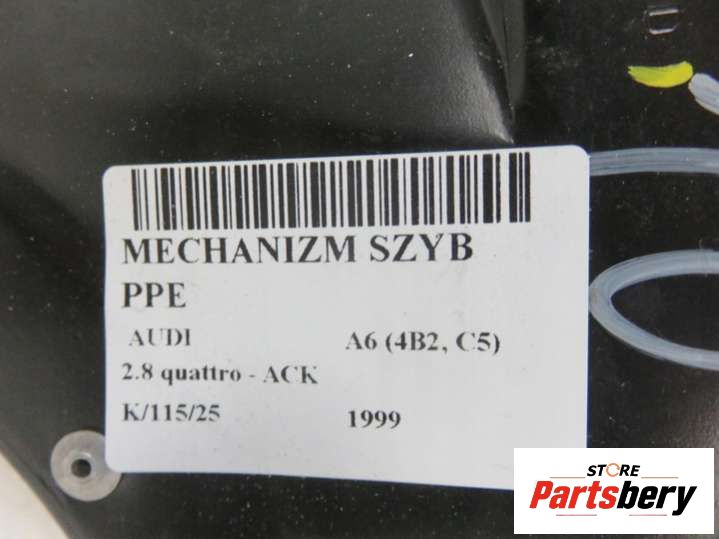 MECHANIZM SZYB
PPE
AUDI A6 (4B2, C5)
2.8 quattro - ACK
K/115/25 1999
STORE
Partsbery